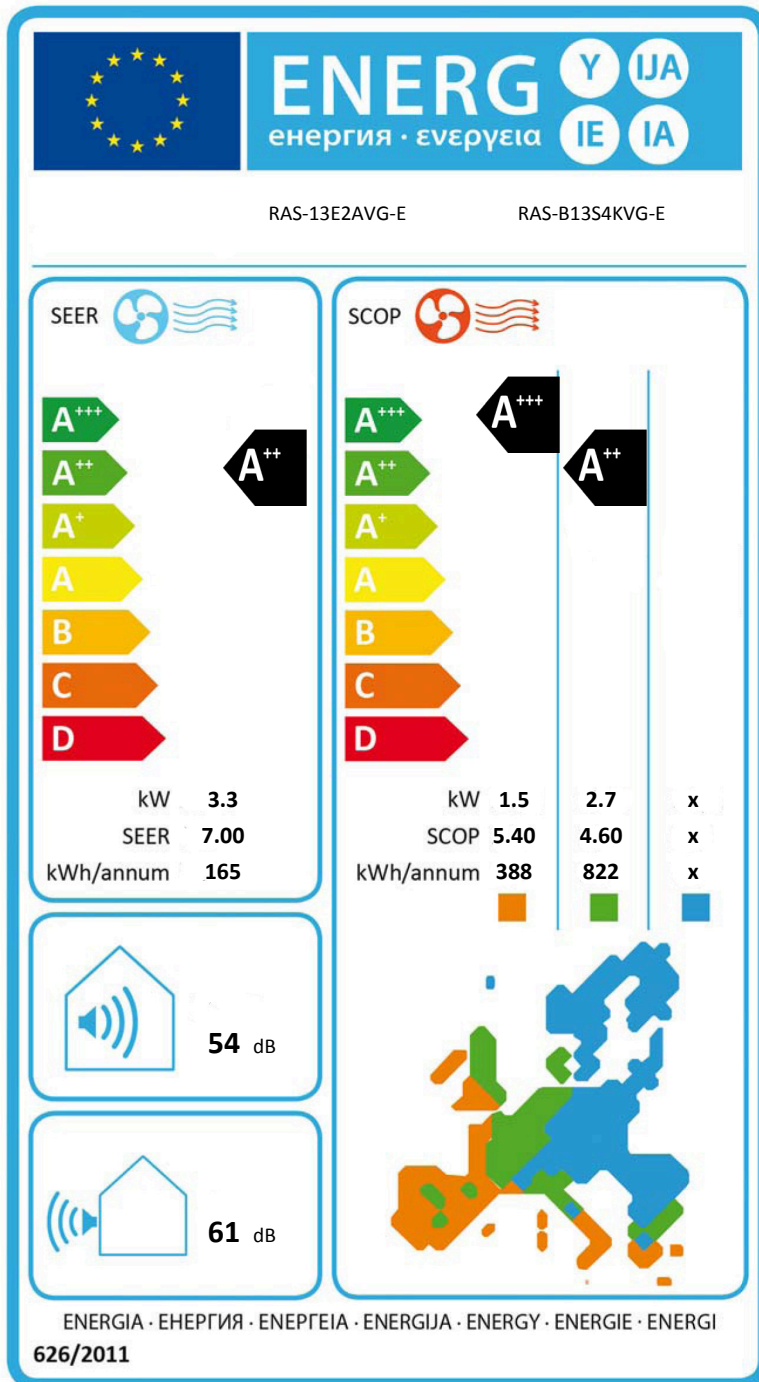 ENERG Y IJA
енергия · ενεργεια IE IA
RAS-13E2AVG-E RAS-B13S4KVG-E
SEER
A+++
A++
A+
A
B
C
D
A++
kW 3.3
SEER 7.00
kWh/annum 165
SCOP
A+++
A++
A+
A
B
C
D
A+++
A++
kW 1.5 2.7 x
SCOP 5.40 4.60 x
kWh/annum 388 822 x
54 dB
61 dB
ENERGIA · ЕНЕРГИЯ · ΕΝΕΡΓΕΙΑ · ENERGIJA · ENERGY · ENERGIE · ENERGI
626/2011